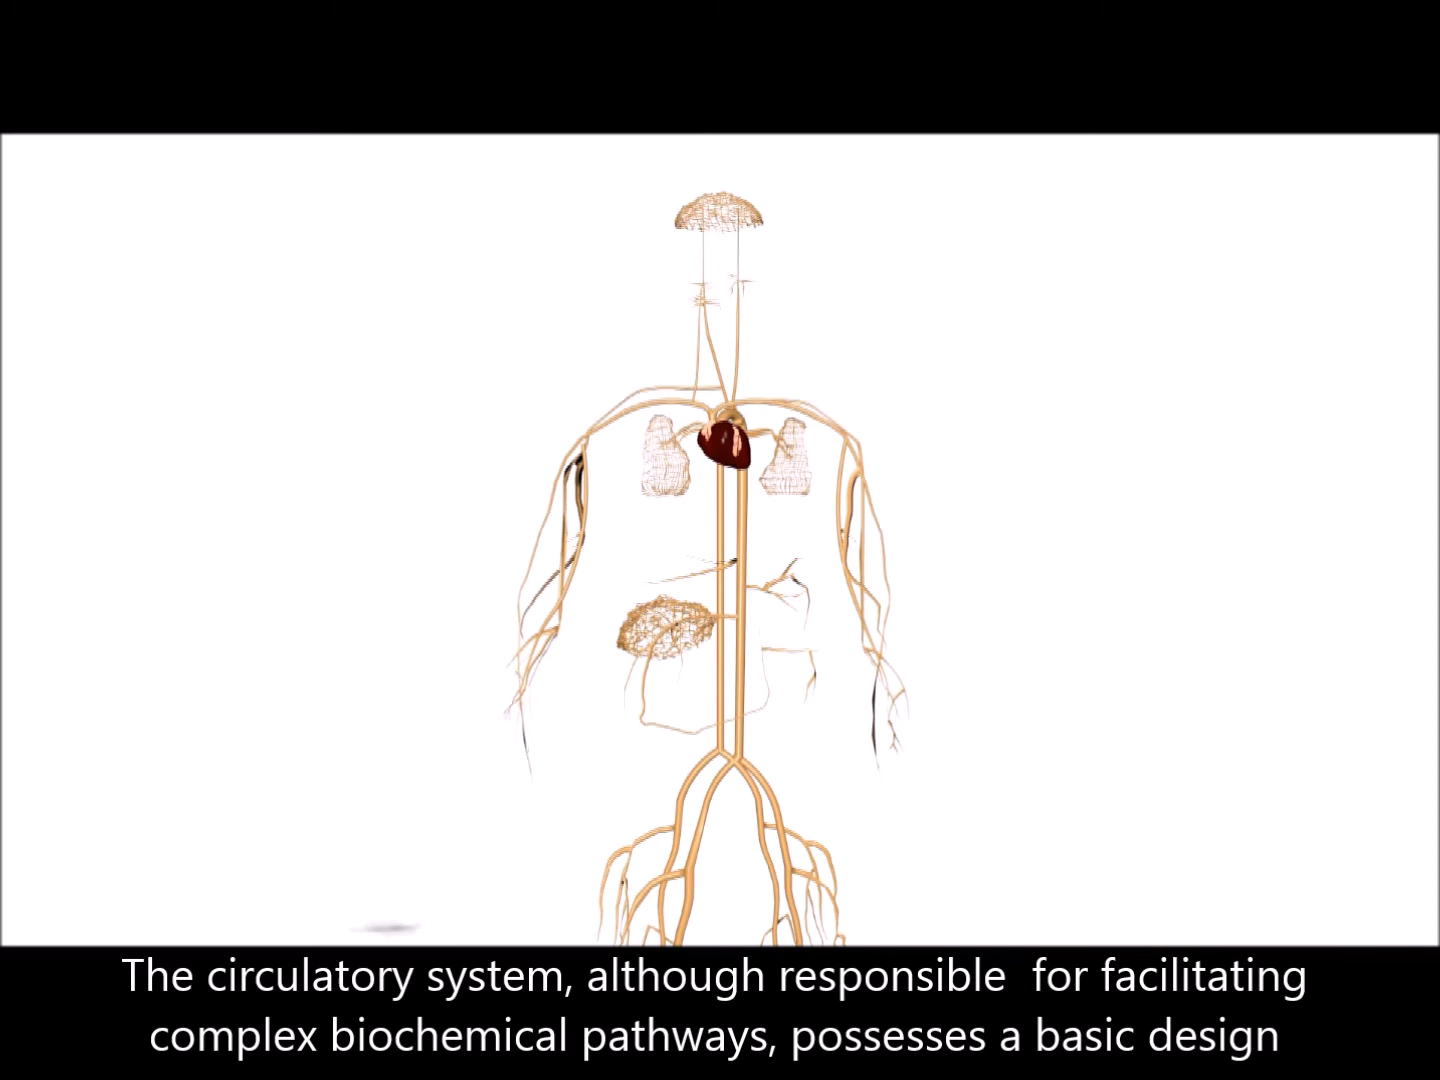 The circulatory system, although responsible  for facilitating
complex biochemical pathways, possesses a basic design